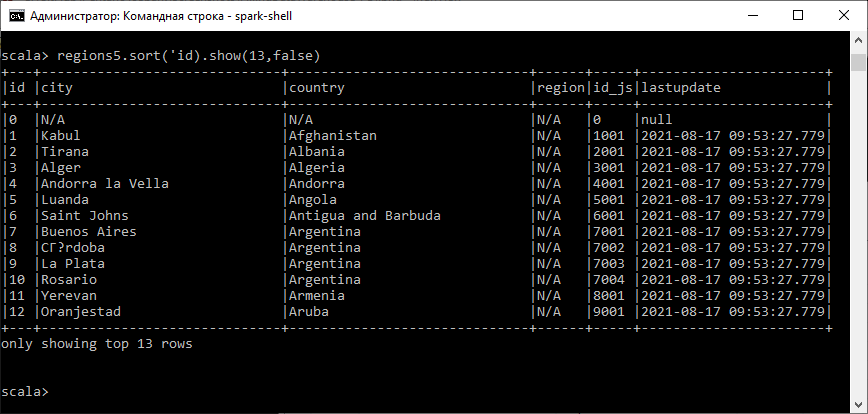 Администратор: Командная строка - spark-shell
scala> regions5.sort('id).show(13,false)
+---+------------------------------+------------------------------+------+-----+-----------------------+
|id |city                          |country                       |region|id_js|lastupdate             |
+---+------------------------------+------------------------------+------+-----+-----------------------+
|0  |N/A                           |N/A                           |N/A   |0    |null                   |
|1  |Kabul                         |Afghanistan                   |N/A   |1001 |2021-08-17 09:53:27.779|
|2  |Tirana                        |Albania                       |N/A   |2001 |2021-08-17 09:53:27.779|
|3  |Alger                         |Algeria                       |N/A   |3001 |2021-08-17 09:53:27.779|
|4  |Andorra la Vella              |Andorra                       |N/A   |4001 |2021-08-17 09:53:27.779|
|5  |Luanda                        |Angola                        |N/A   |5001 |2021-08-17 09:53:27.779|
|6  |Saint Johns                   |Antigua and Barbuda           |N/A   |6001 |2021-08-17 09:53:27.779|
|7  |Buenos Aires                  |Argentina                     |N/A   |7001 |2021-08-17 09:53:27.779|
|8  |CГ?rdoba                      |Argentina                     |N/A   |7002 |2021-08-17 09:53:27.779|
|9  |La Plata                      |Argentina                     |N/A   |7003 |2021-08-17 09:53:27.779|
|10 |Rosario                       |Argentina                     |N/A   |7004 |2021-08-17 09:53:27.779|
|11 |Yerevan                       |Armenia                       |N/A   |8001 |2021-08-17 09:53:27.779|
|12 |Oranjestad                    |Aruba                         |N/A   |9001 |2021-08-17 09:53:27.779|
+---+------------------------------+------------------------------+------+-----+-----------------------+
only showing top 13 rows
scala>